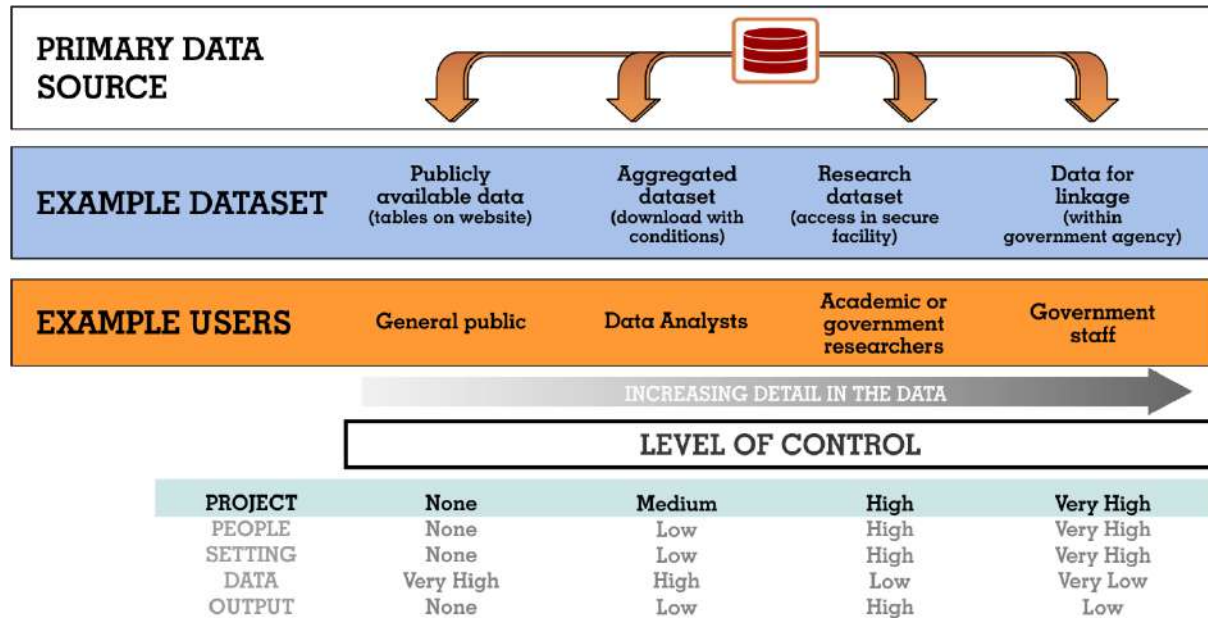 PRIMARY DATA
SOURCE
EXAMPLE DATASET
Publicly
available data
(tables on website)
Aggregated
dataset
(download with
conditions)
Research
dataset
(access in secure
facility)
Data for
linkage
(within
government agency)
EXAMPLE USERS
General public
Data Analysts
Academic or
government
researchers
Government
staff
INCREASING DETAIL IN THE DATA
LEVEL OF CONTROL
PROJECT None Medium High Very High
PEOPLE None Low High Very High
SETTING None Low High Very High
DATA Very High High Low Very Low
OUTPUT None Low High Low